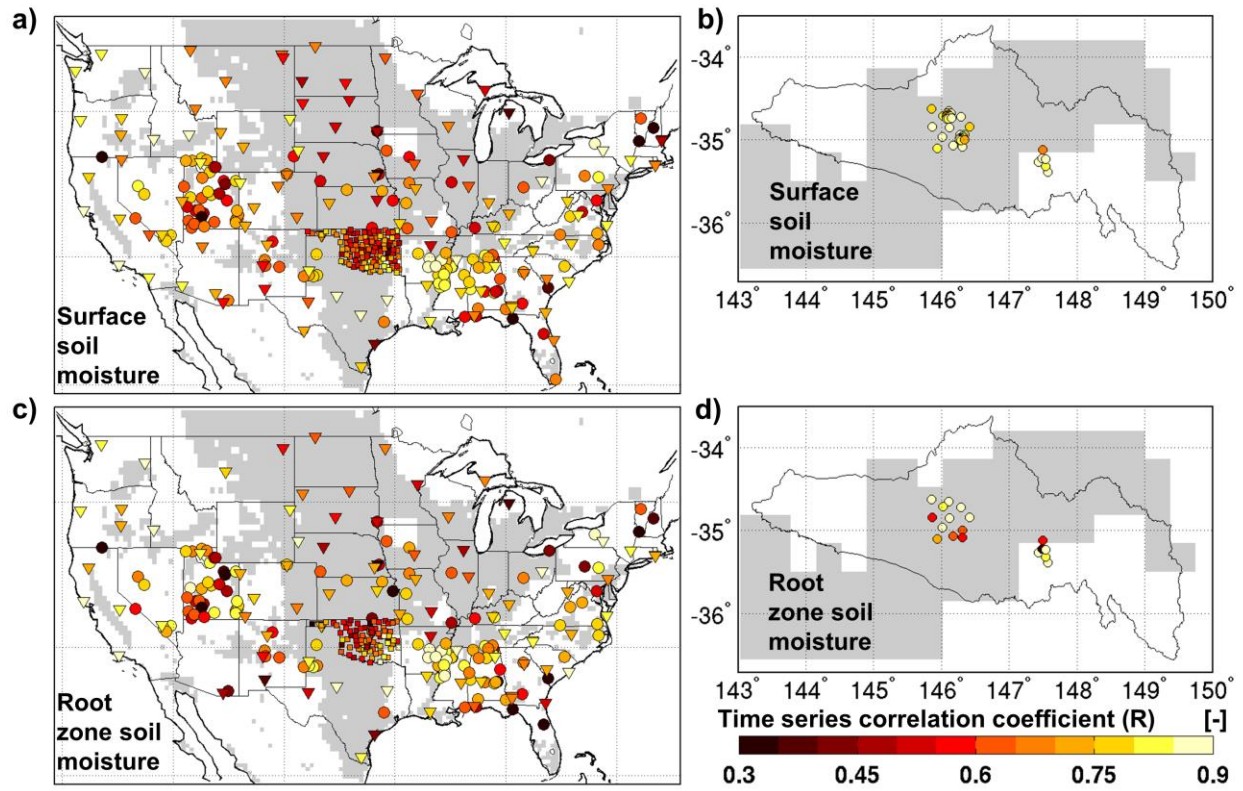 a)
Surface
soil
moisture
b)
-34°
-35°
-36°
Surface
soil
moisture
143° 144° 145° 146° 147° 148° 149° 150°
c)
Root
zone soil
moisture
d)
-34°
-35°
-36°
Root
zone soil
moisture
143° 144° 145° 146° 147° 148° 149° 150°
Time series correlation coefficient (R) [-]
0.3 0.45 0.6 0.75 0.9